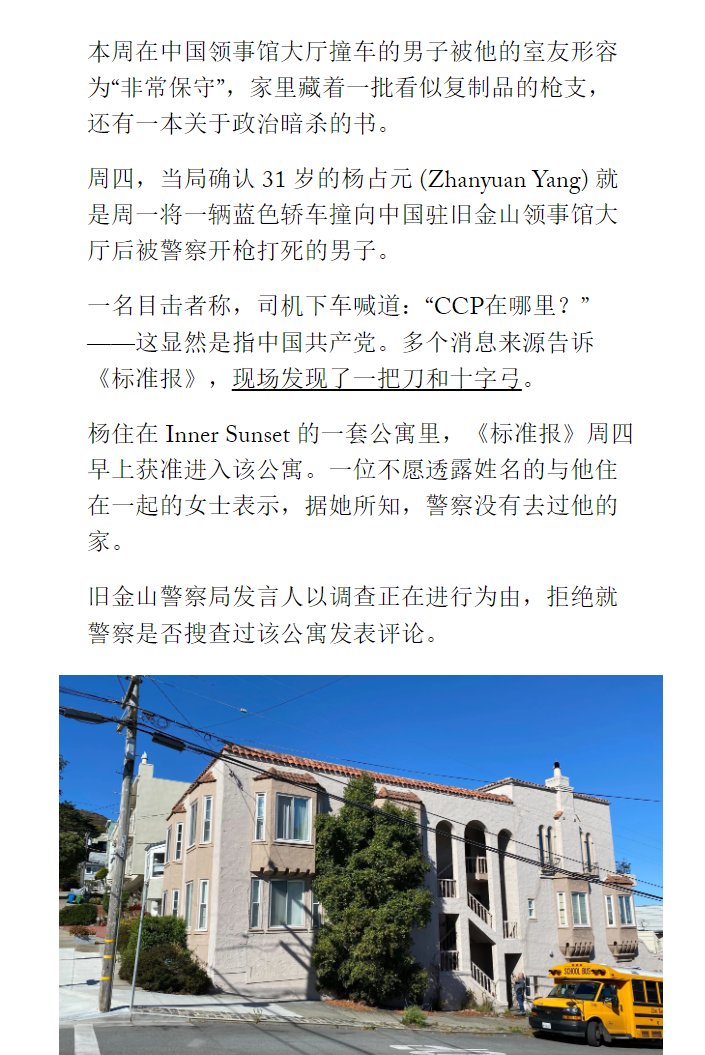 本周在中国领事馆大厅撞车的男子被他的室友形容
为“非常保守”，家里藏着一批看似复制品的枪支，
还有一本关于政治暗杀的书。
周四，当局确认 31 岁的杨占元 (Zhanyuan Yang) 就
是周一将一辆蓝色轿车撞向中国驻旧金山领事馆大
厅后被警察开枪打死的男子。
一名目击者称，司机下车喊道：“CCP在哪里？”
——这显然是指中国共产党。多个消息来源告诉
《标准报》，现场发现了一把刀和十字弓。
杨住在 Inner Sunset 的一套公寓里，《标准报》周四
早上获准进入该公寓。一位不愿透露姓名的与他住
在一起的女士表示，据她所知，警察没有去过他的
家。
旧金山警察局发言人以调查正在进行为由，拒绝就
警察是否搜查过该公寓发表评论。
SCHOOL BUS